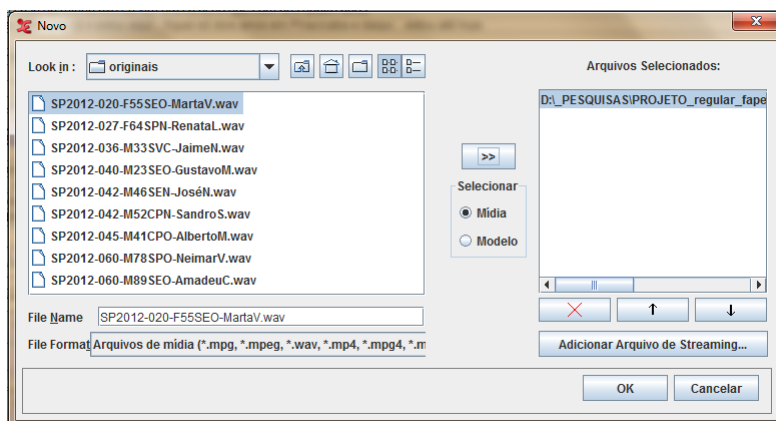 Novo
Look in : originais
SP2012-020-F55SEO-MartaV.wav
SP2012-027-F64SPN-RenataL.wav
SP2012-036-M33SVC-JaimeN.wav
SP2012-040-M23SEO-GustavoM.wav
SP2012-042-M46SEN-JoséN.wav
SP2012-042-M52CPN-SandroS.wav
SP2012-045-M41CPO-AlbertoM.wav
SP2012-060-M78SPO-NeimarV.wav
SP2012-060-M89SEO-AmadeuC.wav
File Name SP2012-020-F55SEO-MartaV.wav
File Format Arquivos de mídia (*.mpg, *.mpeg, *.wav, *.mp4, *.mpg4, *.m
>>
Selecionar
Mídia
Modelo
Arquivos Selecionados:
D:\_PESQUISAS\PROJETO_regular_fape
Adicionar Arquivo de Streaming...
OK Cancelar